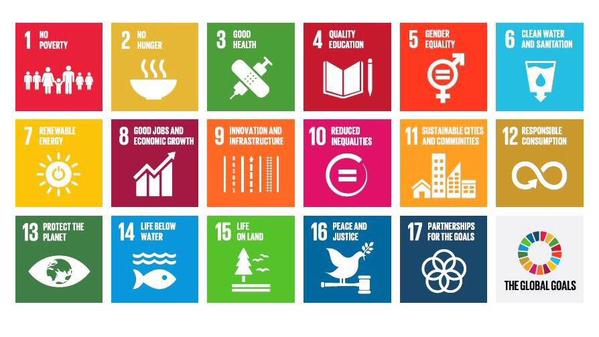 1 NO
POVERTY
2 NO
HUNGER
3 GOOD
HEALTH
4 QUALITY
EDUCATION
5 GENDER
EQUALITY
6 CLEAN WATER
AND SANITATION
7 RENEWABLE
ENERGY
8 GOOD JOBS AND
ECONOMIC GROWTH
9 INNOVATION AND
INFRASTRUCTURE
10 REDUCED
INEQUALITIES
11 SUSTAINABLE CITIES
AND COMMUNITIES
12 RESPONSIBLE
CONSUMPTION
13 PROTECT THE
PLANET
14 LIFE BELOW
WATER
15 LIFE
ON LAND
16 PEACE AND
JUSTICE
17 PARTNERSHIPS
FOR THE GOALS
THE GLOBAL GOALS